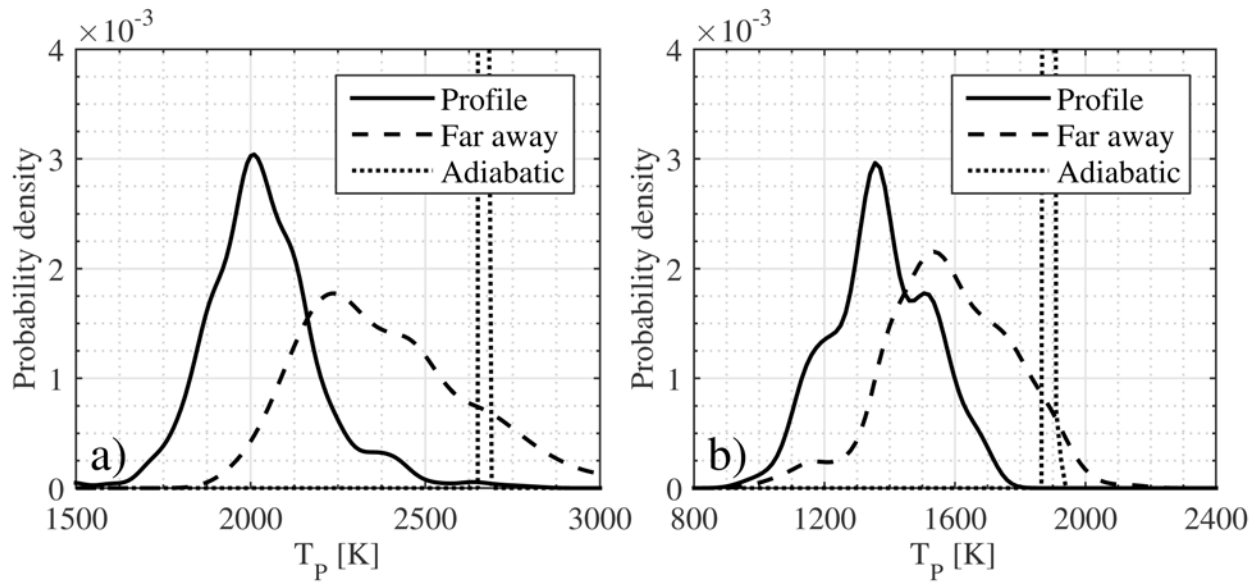 ×10⁻³
4
3
2
1
0
Probability density
Profile
Far away
Adiabatic
a)
1500 2000 2500 3000
T_P [K]
×10⁻³
4
3
2
1
0
Probability density
Profile
Far away
Adiabatic
b)
800 1200 1600 2000 2400
T_P [K]